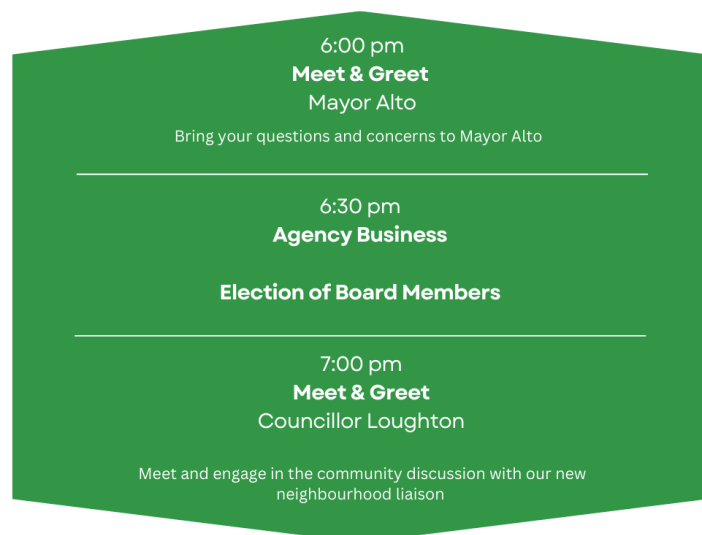 6:00 pm
Meet & Greet
Mayor Alto
Bring your questions and concerns to Mayor Alto
6:30 pm
Agency Business
Election of Board Members
7:00 pm
Meet & Greet
Councillor Loughton
Meet and engage in the community discussion with our new
neighbourhood liaison